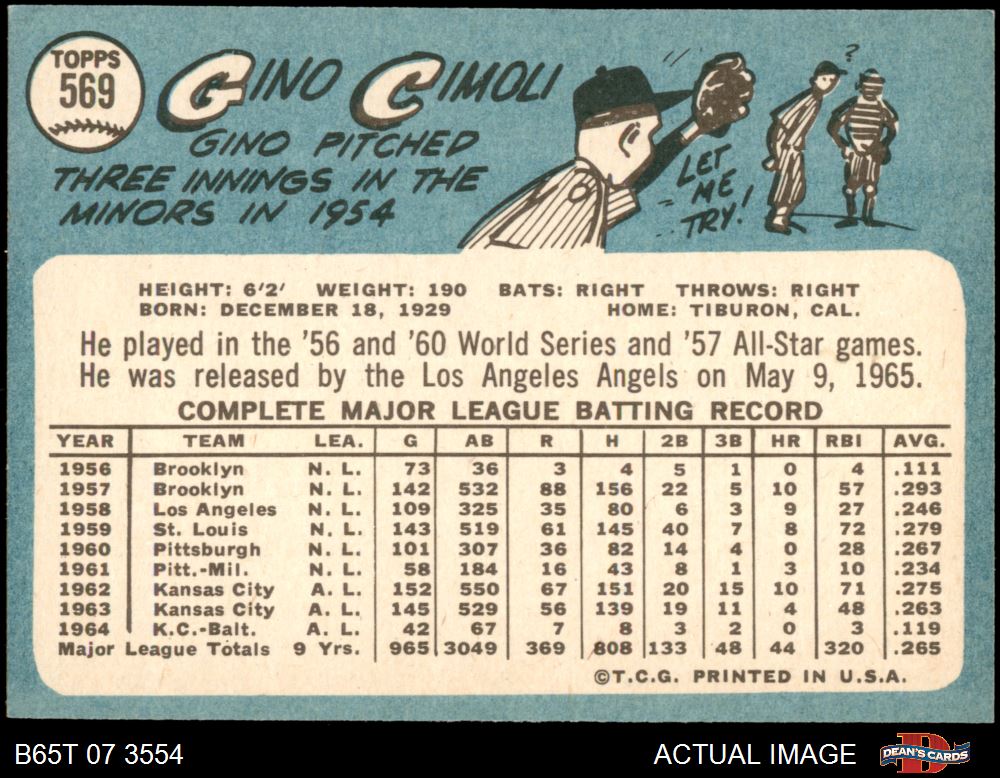 TOPPS
569
GINO CIMOLI
GINO PITCHED
THREE INNINGS IN THE
MINORS IN 1954
?
LET
ME
TRY!
HEIGHT: 6'2' WEIGHT: 190 BATS: RIGHT THROWS: RIGHT
BORN: DECEMBER 18, 1929 HOME: TIBURON, CAL.
He played in the '56 and '60 World Series and '57 All-Star games.
He was released by the Los Angeles Angels on May 9, 1965.
COMPLETE MAJOR LEAGUE BATTING RECORD
YEAR TEAM LEA. G AB R H 2B 3B HR RBI AVG.
1956 Brooklyn N. L. 73 36 3 4 5 1 0 4 .111
1957 Brooklyn N. L. 142 532 88 156 22 5 10 57 .293
1958 Los Angeles N. L. 109 325 35 80 6 3 9 27 .246
1959 St. Louis N. L. 143 519 61 145 40 7 8 72 .279
1960 Pittsburgh N. L. 101 307 36 82 14 4 0 28 .267
1961 Pitt.-Mil. N. L. 58 184 16 43 8 1 3 10 .234
1962 Kansas City A. L. 152 550 67 151 20 15 10 71 .275
1963 Kansas City A. L. 145 529 56 139 19 11 4 48 .263
1964 K.C.-Balt. A. L. 42 67 7 8 3 2 0 3 .119
Major League Totals 9 Yrs. 965 3049 369 808 133 48 44 320 .265
©T.C.G. PRINTED IN U.S.A.
B65T 07 3554 ACTUAL IMAGE DEAN'S CARDS